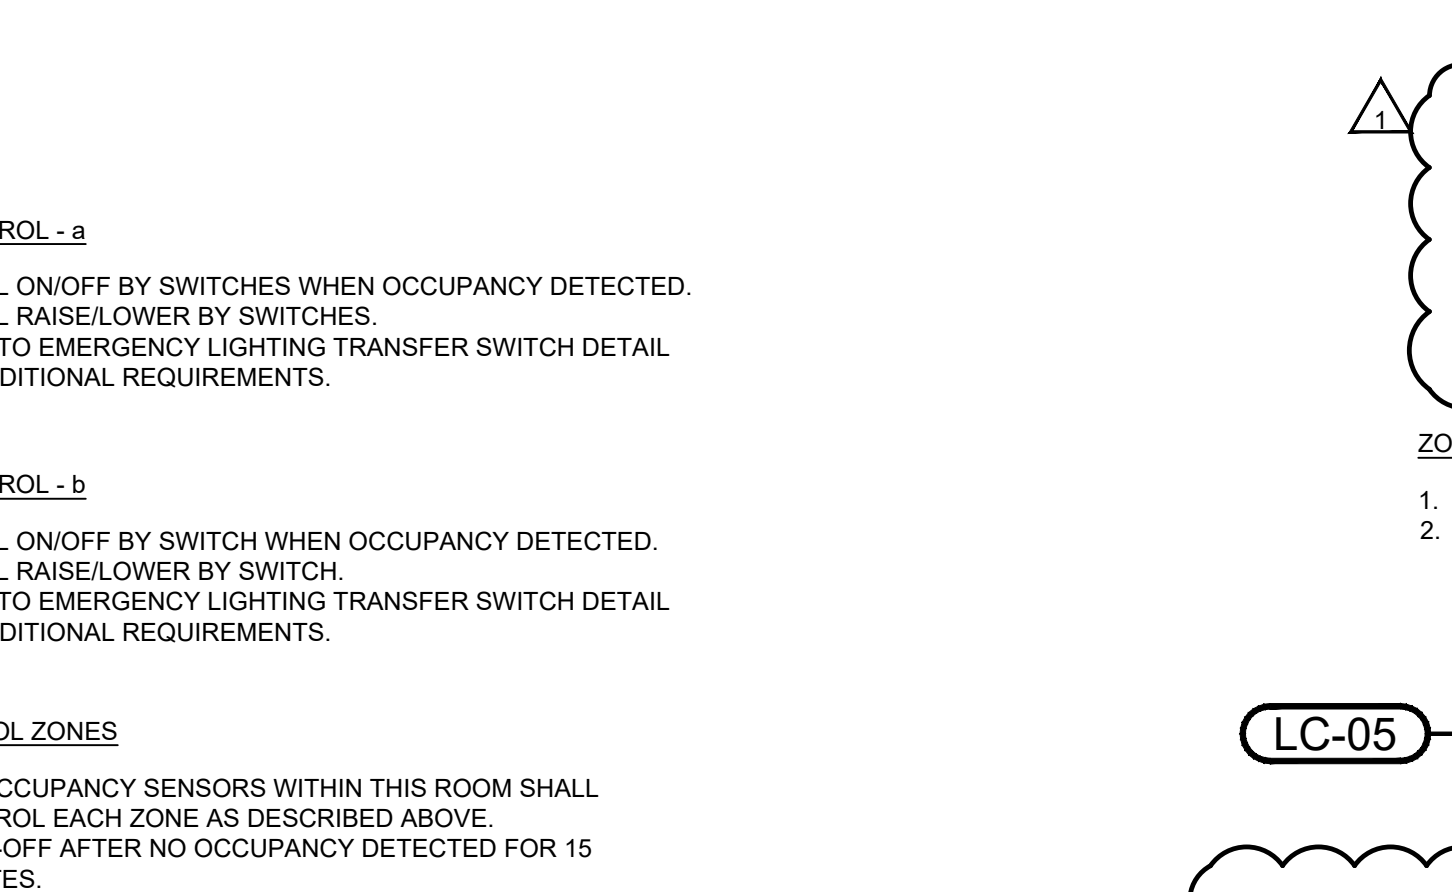 ROL - a
L ON/OFF BY SWITCHES WHEN OCCUPANCY DETECTED.
L RAISE/LOWER BY SWITCHES.
TO EMERGENCY LIGHTING TRANSFER SWITCH DETAIL
DITIONAL REQUIREMENTS.
ROL - b
L ON/OFF BY SWITCH WHEN OCCUPANCY DETECTED.
L RAISE/LOWER BY SWITCH.
TO EMERGENCY LIGHTING TRANSFER SWITCH DETAIL
DITIONAL REQUIREMENTS.
OL ZONES
CCUPANCY SENSORS WITHIN THIS ROOM SHALL
ROL EACH ZONE AS DESCRIBED ABOVE.
-OFF AFTER NO OCCUPANCY DETECTED FOR 15
TES.
1
ZO
1.
2.
LC-05